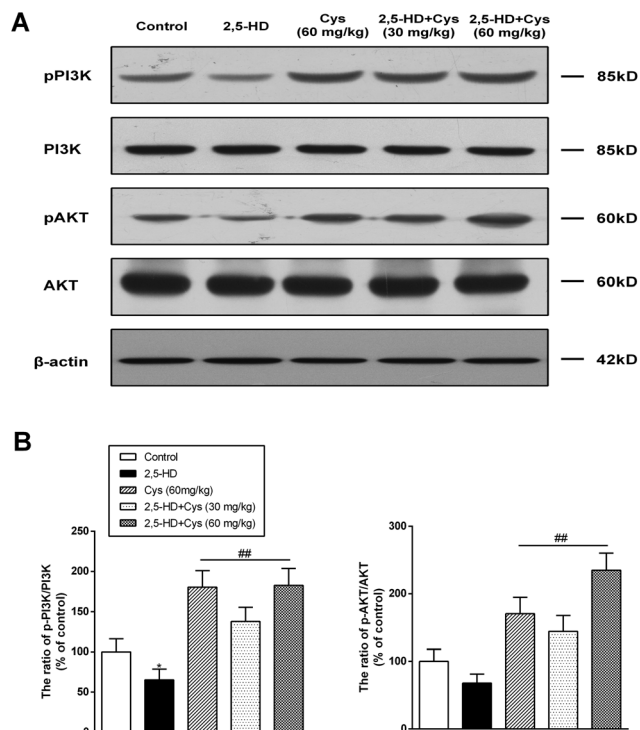 A
Control
2,5-HD
Cys
(60 mg/kg)
2,5-HD+Cys
(30 mg/kg)
2,5-HD+Cys
(60 mg/kg)
pPI3K
85kD
PI3K
85kD
pAKT
60kD
AKT
60kD
β-actin
42kD
B
Control
2,5-HD
Cys (60mg/kg)
2,5-HD+Cys (30 mg/kg)
2,5-HD+Cys (60 mg/kg)
The ratio of p-PI3K/PI3K
(% of control)
250
200
150
100
50
0
*
##
The ratio of p-AKT/AKT
(% of control)
300
200
100
0
##